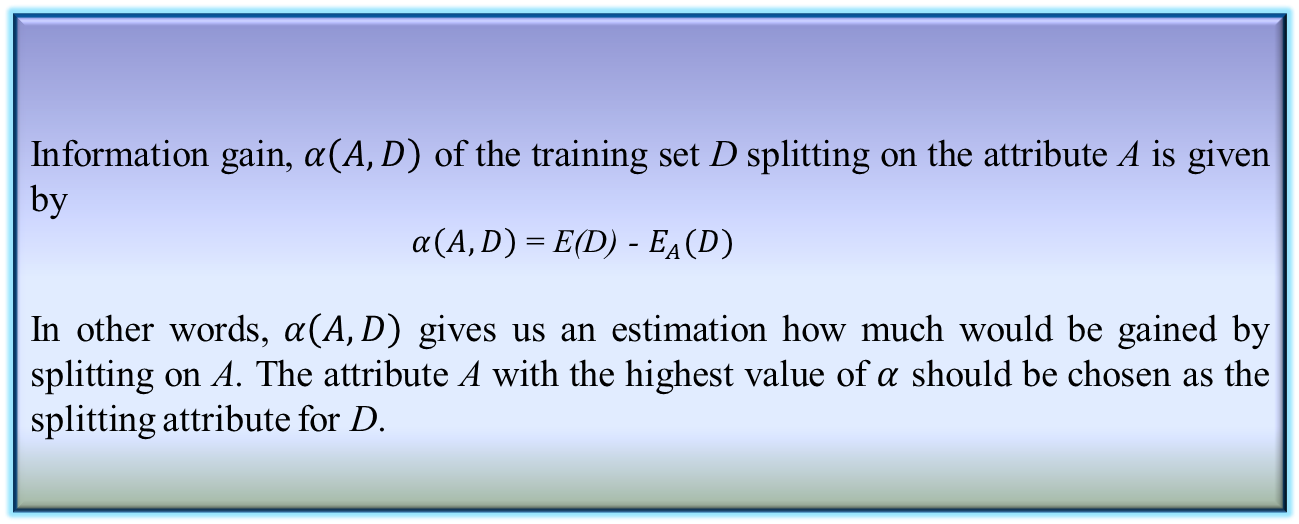 Information gain, 𝛼(𝐴, 𝐷) of the training set D splitting on the attribute A is given
by
𝛼(𝐴, 𝐷) = E(D) - 𝐸_𝐴(𝐷)
In other words, 𝛼(𝐴, 𝐷) gives us an estimation how much would be gained by
splitting on A. The attribute A with the highest value of 𝛼 should be chosen as the
splitting attribute for D.